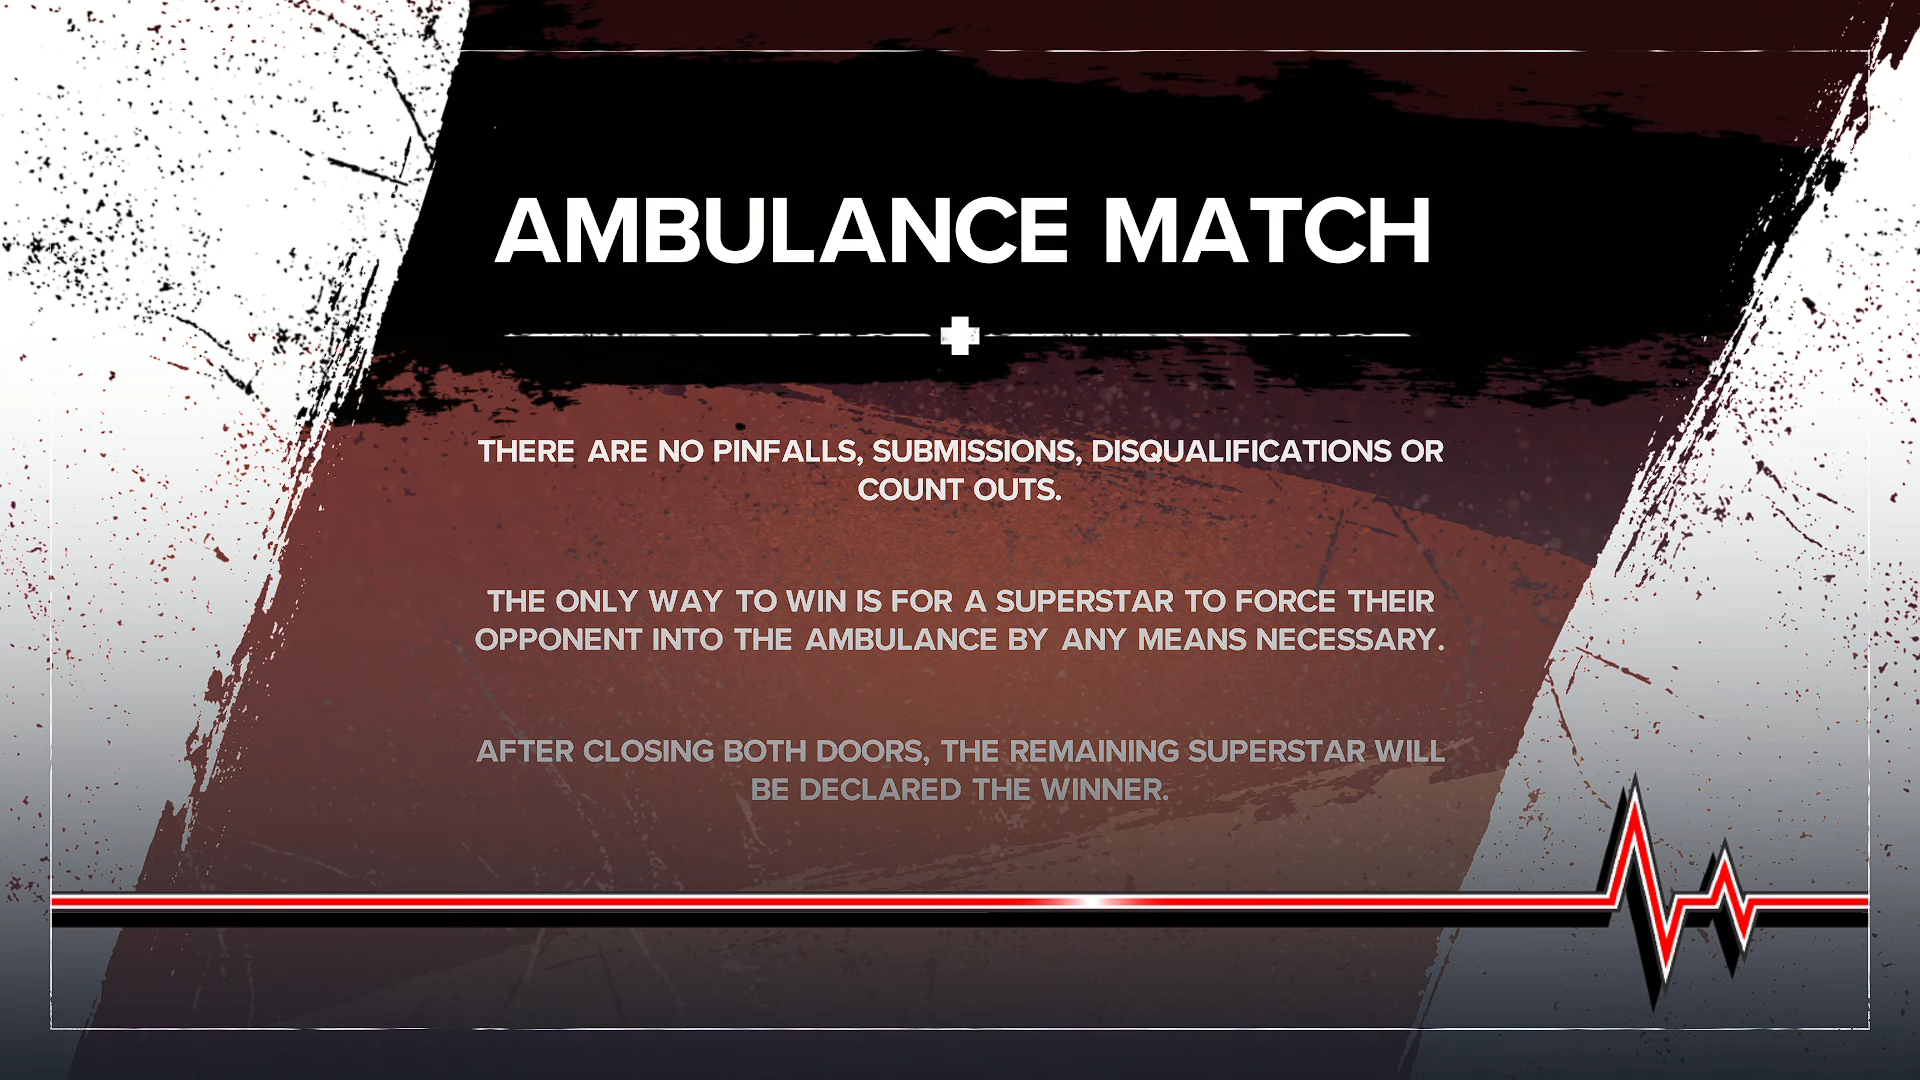 AMBULANCE MATCH
THERE ARE NO PINFALLS, SUBMISSIONS, DISQUALIFICATIONS OR
COUNT OUTS.
THE ONLY WAY TO WIN IS FOR A SUPERSTAR TO FORCE THEIR
OPPONENT INTO THE AMBULANCE BY ANY MEANS NECESSARY.
AFTER CLOSING BOTH DOORS, THE REMAINING SUPERSTAR WILL
BE DECLARED THE WINNER.